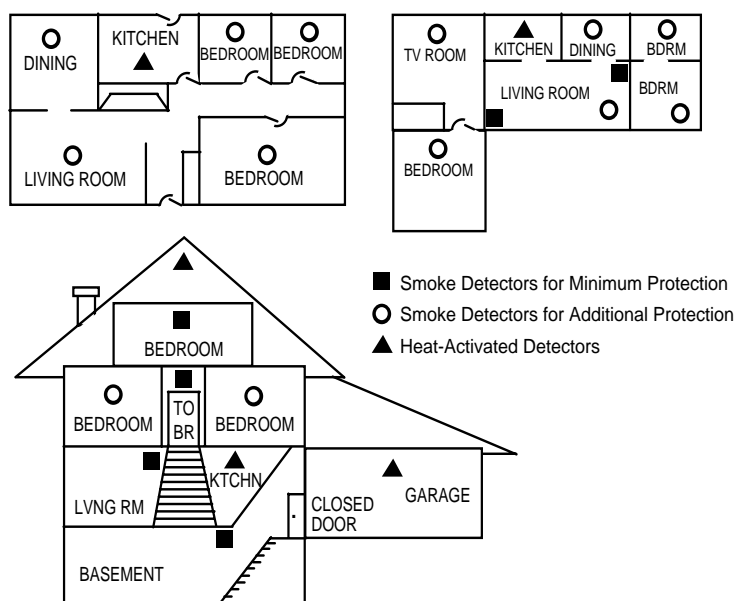 DINING
KITCHEN
BEDROOM
BEDROOM
LIVING ROOM
BEDROOM
TV ROOM
KITCHEN
DINING
BDRM
LIVING ROOM
BDRM
BEDROOM
Smoke Detectors for Minimum Protection
Smoke Detectors for Additional Protection
Heat-Activated Detectors
BEDROOM
BEDROOM
TO
BR
BEDROOM
LVNG RM
KTCHN
CLOSED
DOOR
GARAGE
BASEMENT